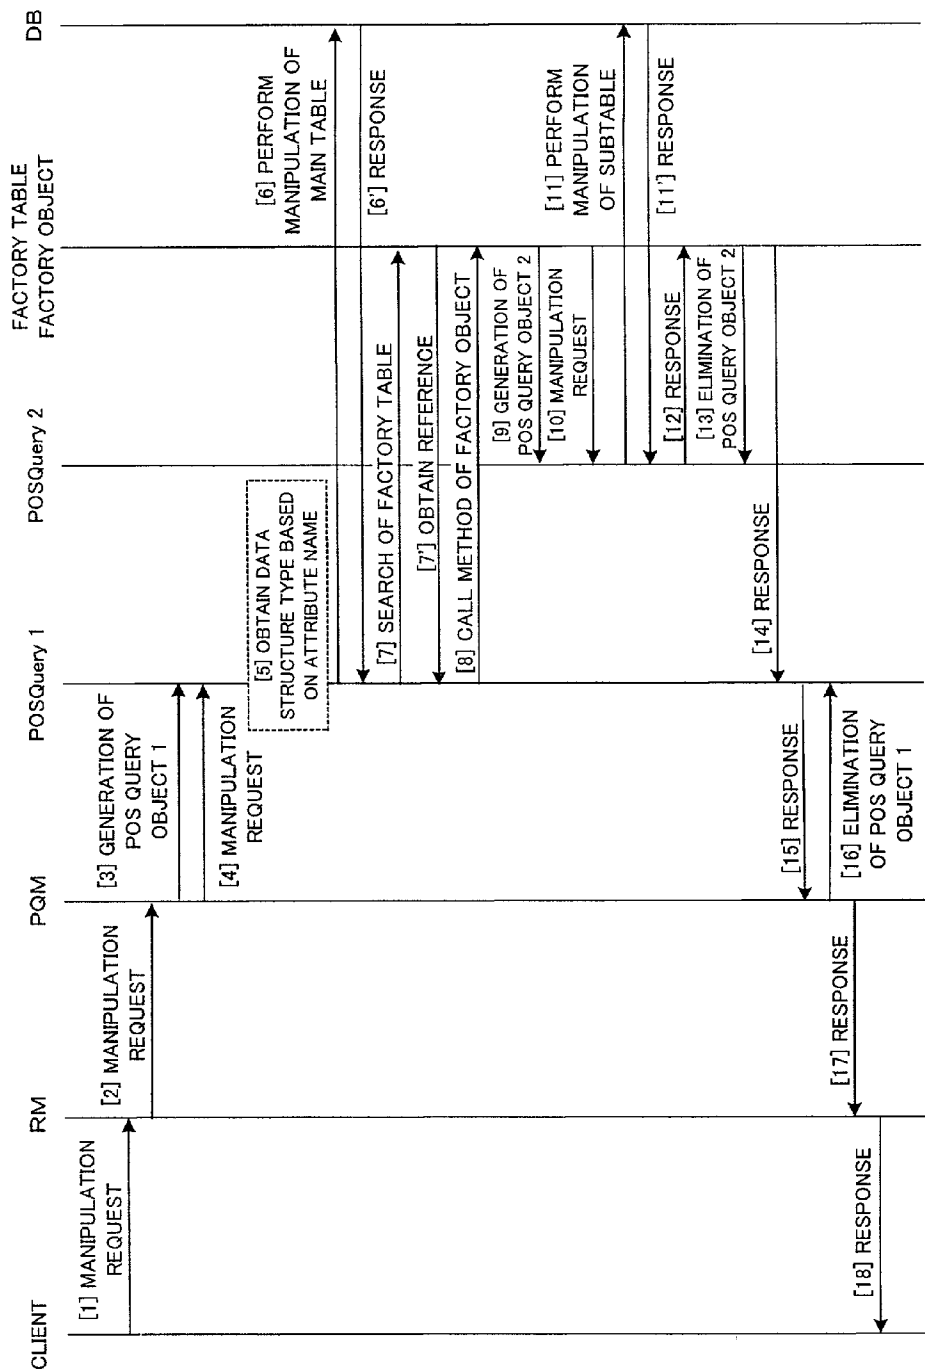 CLIENT
RM
PQM
POSQuery 1
POSQuery 2
FACTORY TABLE
FACTORY OBJECT
DB
[1] MANIPULATION
REQUEST
[2] MANIPULATION
REQUEST
[3] GENERATION OF
POS QUERY
OBJECT 1
[4] MANIPULATION
REQUEST
[5] OBTAIN DATA
STRUCTURE TYPE BASED
ON ATTRIBUTE NAME
[6] PERFORM
MANIPULATION OF
MAIN TABLE
[6'] RESPONSE
[7] SEARCH OF FACTORY TABLE
[7'] OBTAIN REFERENCE
[8] CALL METHOD OF FACTORY OBJECT
[9] GENERATION OF
POS QUERY OBJECT 2
[10] MANIPULATION
REQUEST
[11] PERFORM
MANIPULATION
OF SUBTABLE
[11'] RESPONSE
[12] RESPONSE
[13] ELIMINATION OF
POS QUERY OBJECT 2
[14] RESPONSE
[15] RESPONSE
[16] ELIMINATION
OF POS QUERY
OBJECT 1
[17] RESPONSE
[18] RESPONSE